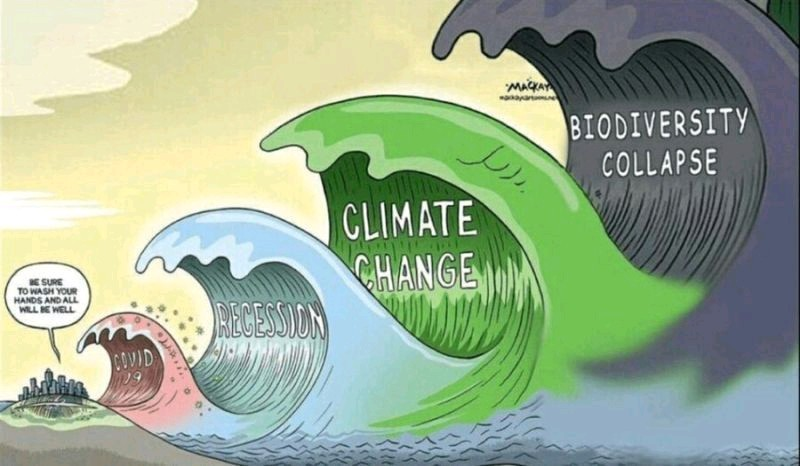 MACKAY
BIODIVERSITY
COLLAPSE
CLIMATE
CHANGE
RECESSION
BE SURE
TO WASH YOUR
HANDS AND ALL
WILL BE WELL.
COVID
19